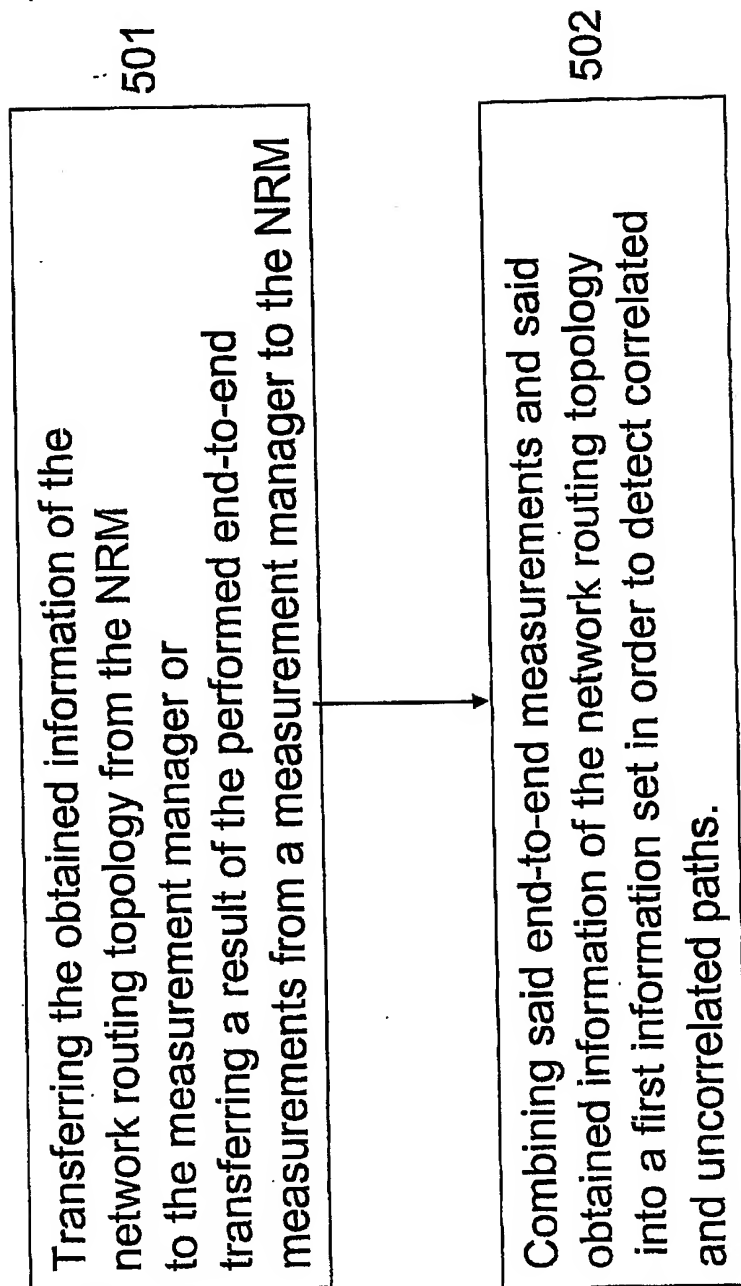 Transferring the obtained information of the
network routing topology from the NRM
to the measurement manager or
transferring a result of the performed end-to-end
measurements from a measurement manager to the NRM
501
Combining said end-to-end measurements and said
obtained information of the network routing topology
into a first information set in order to detect correlated
and uncorrelated paths.
502